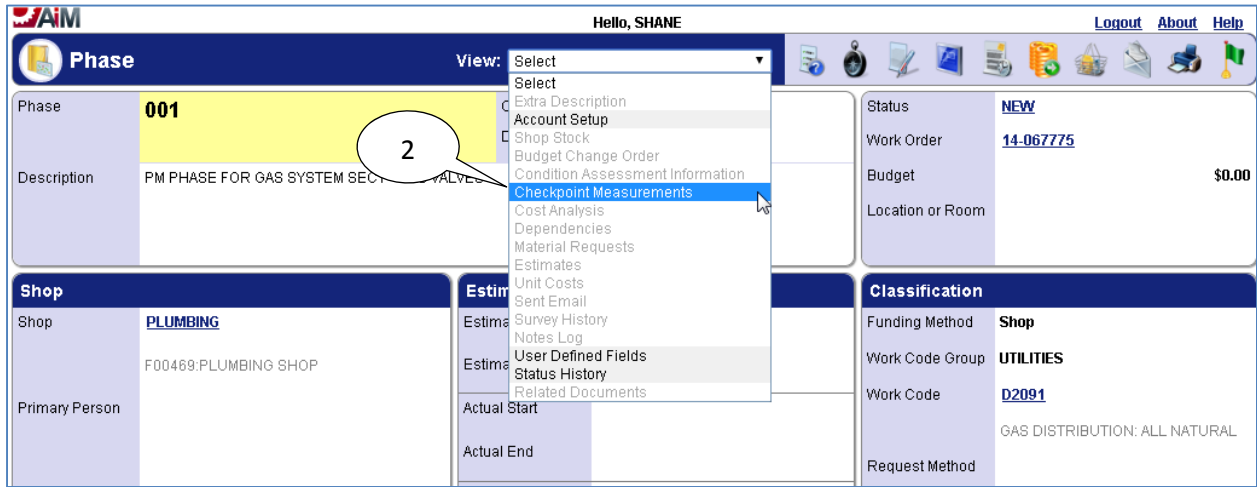 AiM
Hello, SHANE
Logout About Help
Phase
View: Select
Select
Extra Description
Account Setup
Shop Stock
Budget Change Order
Condition Assessment Information
Checkpoint Measurements
Cost Analysis
Dependencies
Material Requests
Estimates
Unit Costs
Sent Email
Survey History
Notes Log
User Defined Fields
Status History
Related Documents
2
Phase 001
Description PM PHASE FOR GAS SYSTEM
Status NEW
Work Order 14-067775
Budget $0.00
Location or Room
Shop
Shop PLUMBING
F00469:PLUMBING SHOP
Primary Person
Actual Start
Actual End
Classification
Funding Method Shop
Work Code Group UTILITIES
Work Code D2091
GAS DISTRIBUTION: ALL NATURAL
Request Method